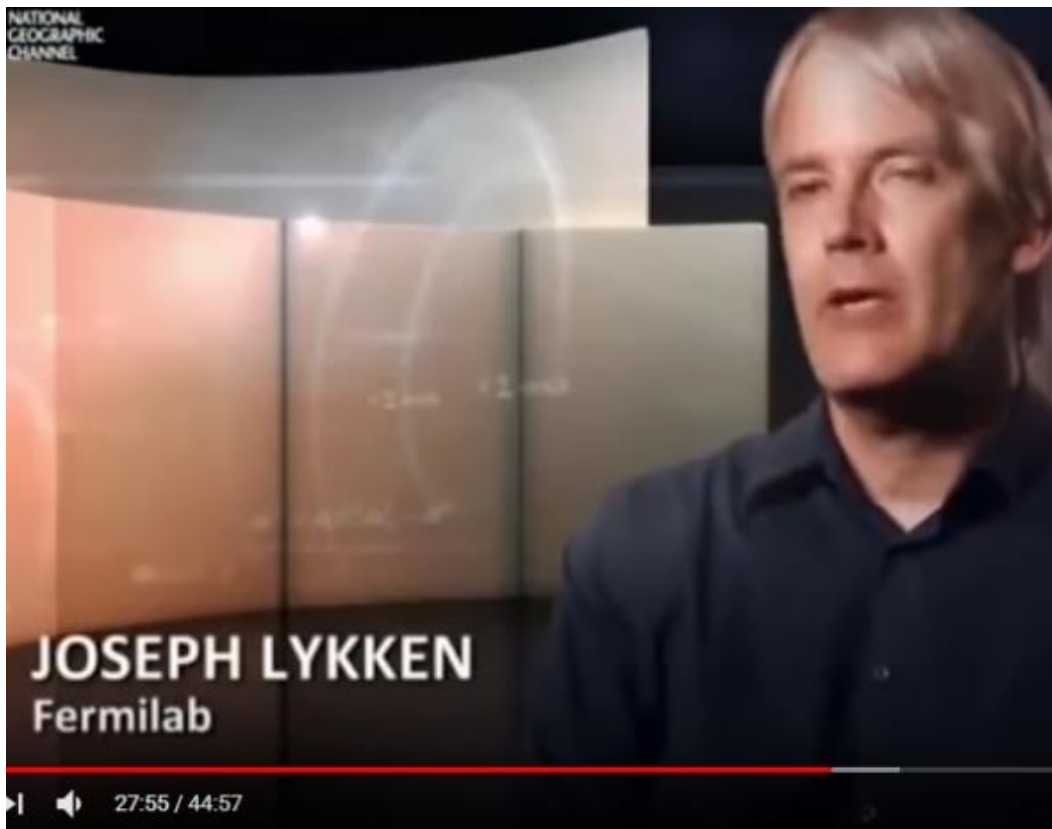 NATIONAL
GEOGRAPHIC
CHANNEL
JOSEPH LYKKEN
Fermilab
27:55 / 44:57